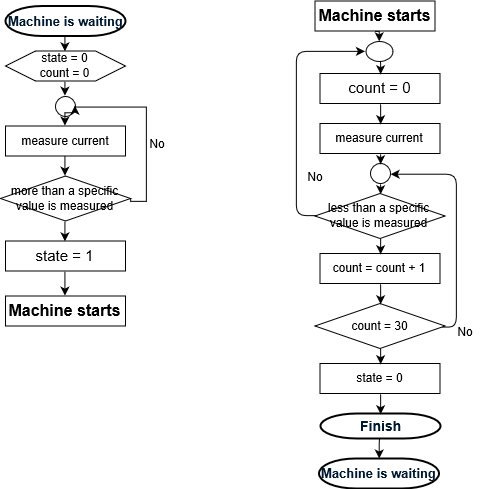 Machine is waiting
state = 0
count = 0
measure current
No
more than a specific
value is measured
state = 1
Machine starts
Machine starts
count = 0
measure current
No
less than a specific
value is measured
count = count + 1
count = 30
No
state = 0
Finish
Machine is waiting